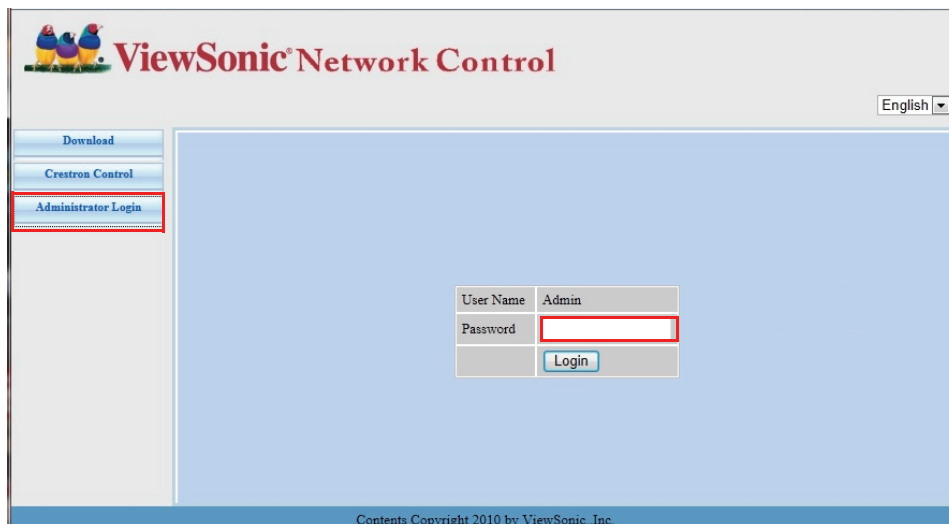 ViewSonic® Network Control
English
Download
Crestron Control
Administrator Login
User Name Admin
Password
Login
Contents Copyright 2010 by ViewSonic, Inc.